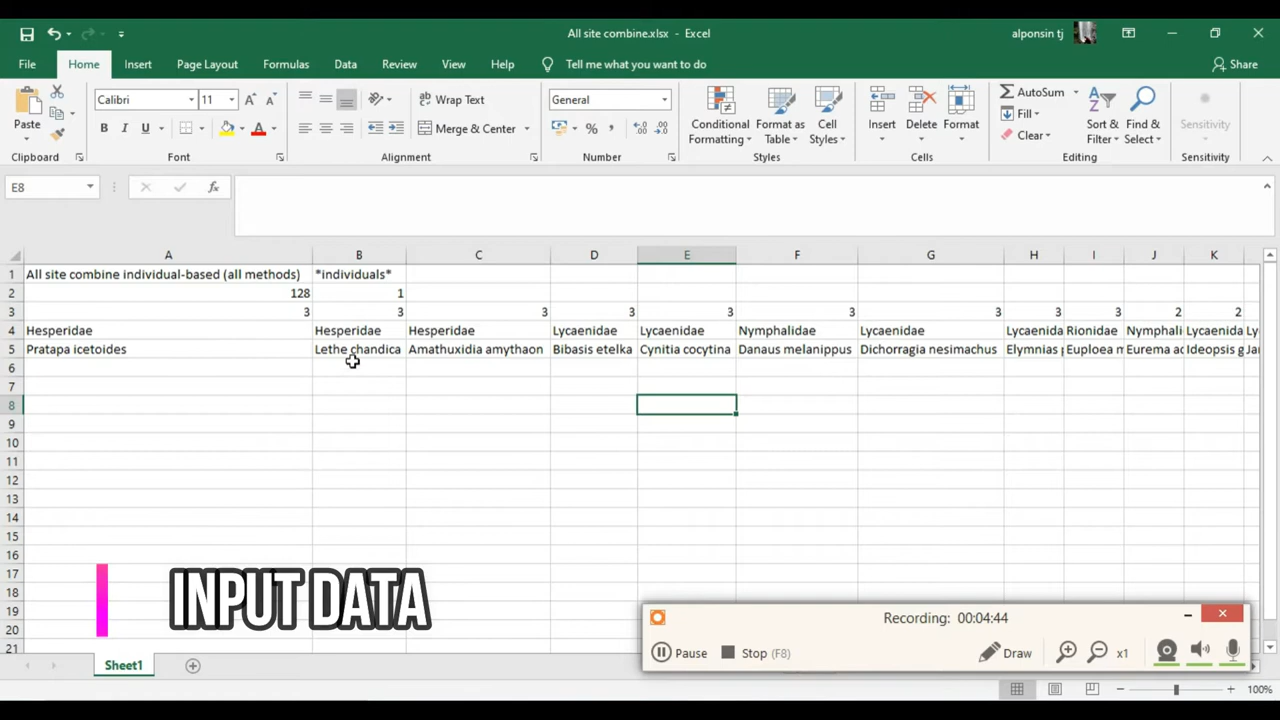 All site combine.xlsx - Excel
alponsin tj
File Home Insert Page Layout Formulas Data Review View Help Tell me what you want to do Share
Paste
Clipboard
Calibri 11
B I U
Font
Wrap Text
Merge & Center
Alignment
General
Number
Conditional Formatting
Format as Table
Cell Styles
Styles
Insert Delete Format
Cells
AutoSum
Fill
Clear
Sort & Filter
Find & Select
Editing
Sensitivity
Sensitivity
E8
fx
A B C D E F G H I J K
1 All site combine individual-based (all methods) *individuals*
2 128 1
3 3 3 3 3 3 3 3 3 3 2 2
4 Hesperidae Hesperidae Hesperidae Lycaenidae Lycaenidae Nymphalidae Lycaenidae Lycaenida Rionidae Nymphali Lycaenida Ly
5 Pratapa icetoides Lethe chandica Amathuxidia amythaon Bibasis etelka Cynitia cocytina Danaus melanippus Dichorragia nesimachus Elymnias Euploea m Eurema ac Ideopsis g Jar
6
7
8
9
10
11
12
13
14
15
16
17
18
19
20
21
INPUT DATA
Recording: 00:04:44
Pause Stop (F8) Draw x1
Sheet1
100%